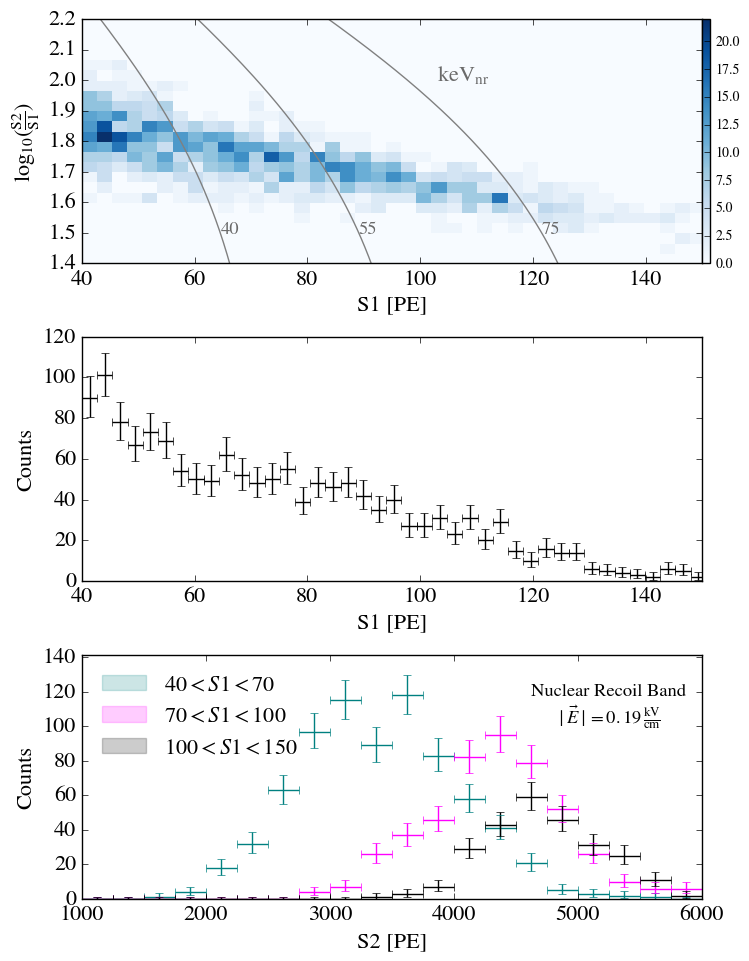 2.2
2.1
2.0
1.9
1.8
1.7
1.6
1.5
1.4
log₁₀(S2/S1)
keVₙᵣ
40
55
75
22.5
20.0
17.5
15.0
12.5
10.0
7.5
5.0
2.5
0.0
40 60 80 100 120 140
S1 [PE]
120
100
80
60
40
20
0
Counts
40 60 80 100 120 140
S1 [PE]
140
120
100
80
60
40
20
0
Counts
40 < S1 < 70
70 < S1 < 100
100 < S1 < 150
Nuclear Recoil Band
|E⃗| = 0.19 kV/cm
1000 2000 3000 4000 5000 6000
S2 [PE]